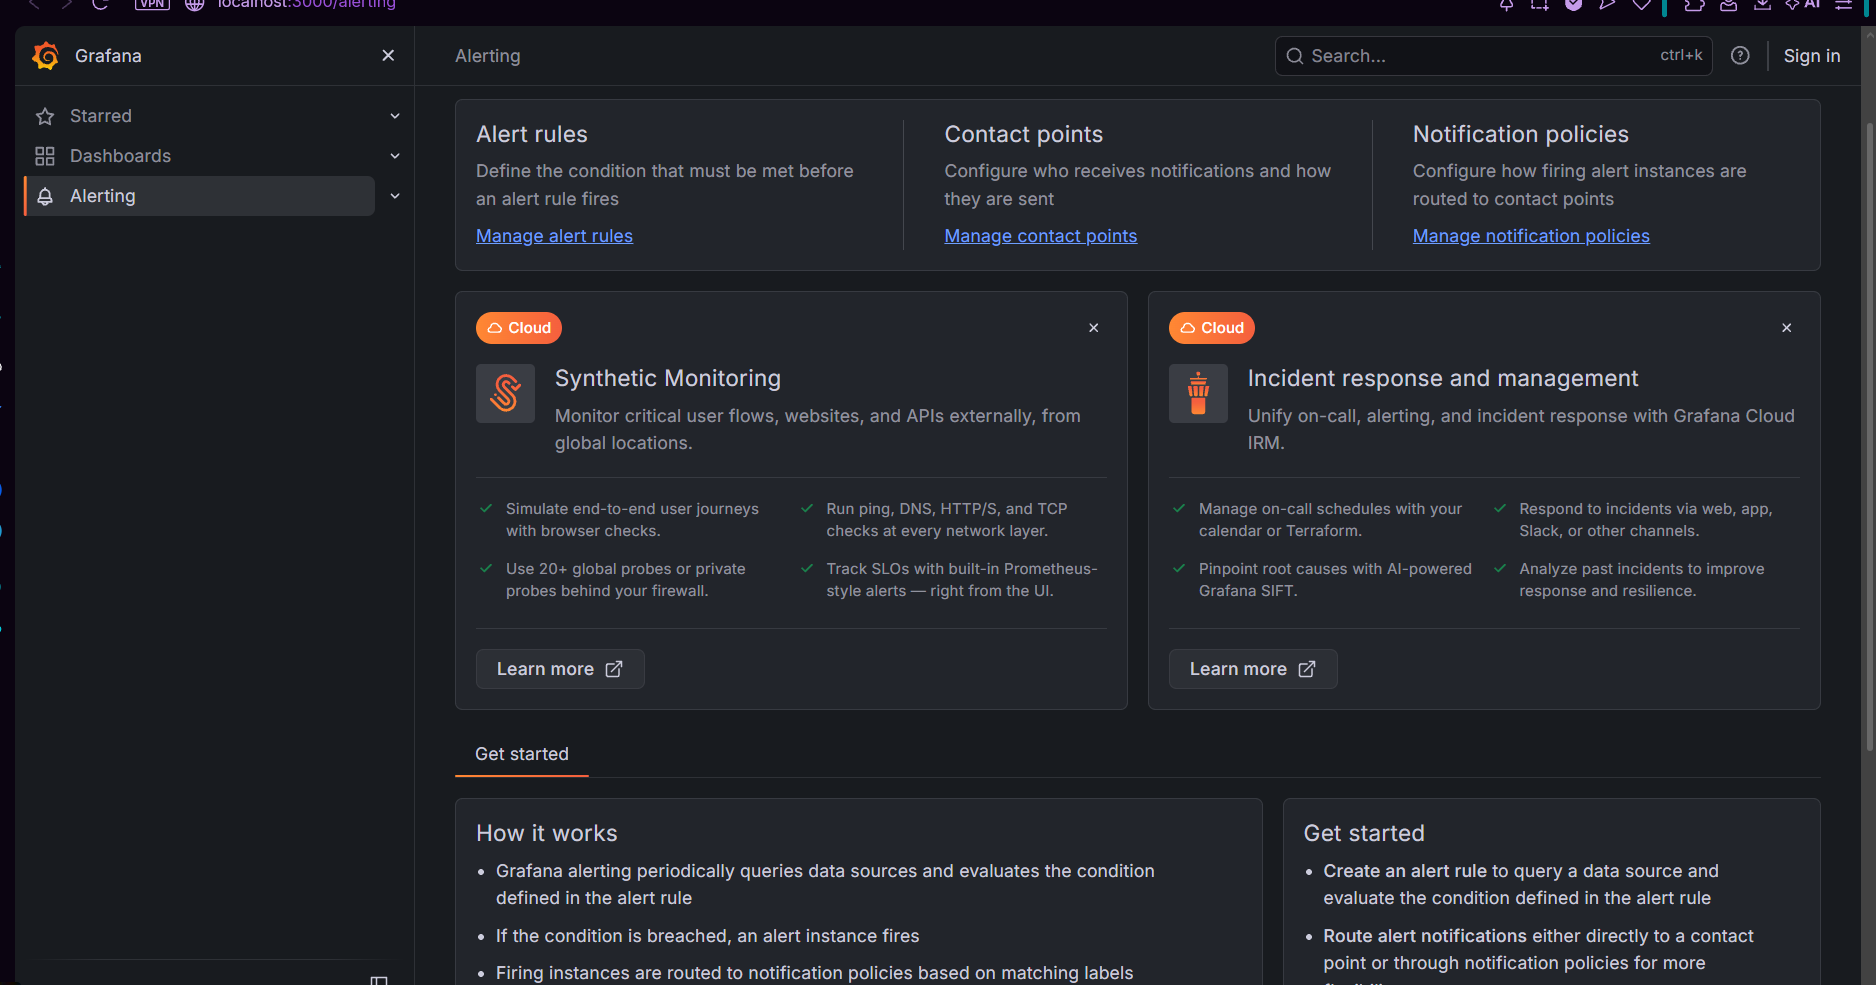 VPN
localhost:3000/alerting
AI
Grafana
Alerting
Search...
ctrl+k
Sign in
Starred
Dashboards
Alerting
Alert rules
Define the condition that must be met before
an alert rule fires
Manage alert rules
Contact points
Configure who receives notifications and how
they are sent
Manage contact points
Notification policies
Configure how firing alert instances are
routed to contact points
Manage notification policies
Cloud
Synthetic Monitoring
Monitor critical user flows, websites, and APIs externally, from
global locations.
Simulate end-to-end user journeys
with browser checks.
Run ping, DNS, HTTP/S, and TCP
checks at every network layer.
Use 20+ global probes or private
probes behind your firewall.
Track SLOs with built-in Prometheus-
style alerts — right from the UI.
Learn more
Cloud
Incident response and management
Unify on-call, alerting, and incident response with Grafana Cloud
IRM.
Manage on-call schedules with your
calendar or Terraform.
Respond to incidents via web, app,
Slack, or other channels.
Pinpoint root causes with AI-powered
Grafana SIFT.
Analyze past incidents to improve
response and resilience.
Learn more
Get started
How it works
• Grafana alerting periodically queries data sources and evaluates the condition
defined in the alert rule
• If the condition is breached, an alert instance fires
• Firing instances are routed to notification policies based on matching labels
Get started
• Create an alert rule to query a data source and
evaluate the condition defined in the alert rule
• Route alert notifications either directly to a contact
point or through notification policies for more